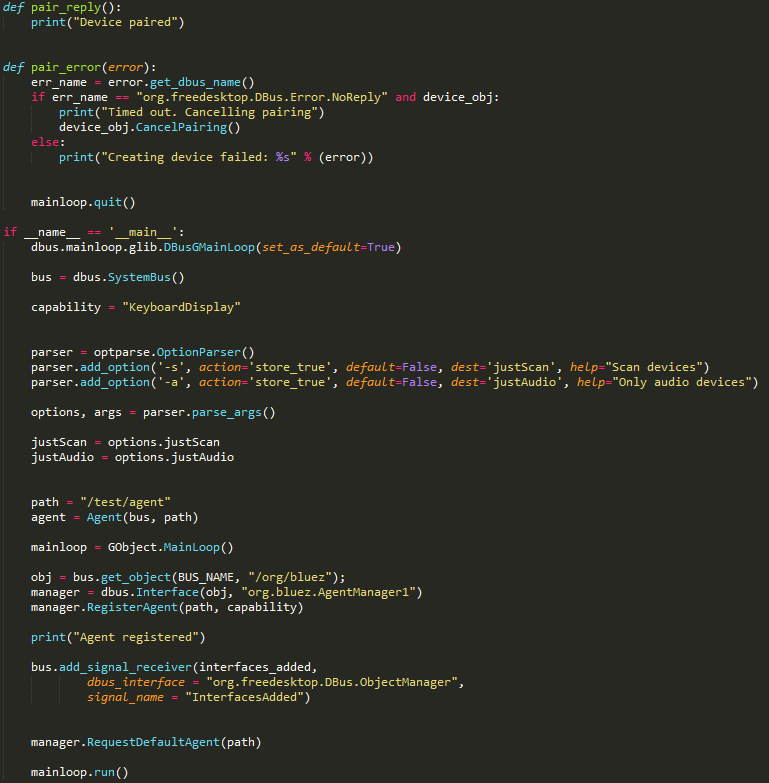 def pair_reply():
    print("Device paired")
def pair_error(error):
    err_name = error.get_dbus_name()
    if err_name == "org.freedesktop.DBus.Error.NoReply" and device_obj:
        print("Timed out. Cancelling pairing")
        device_obj.CancelPairing()
    else:
        print("Creating device failed: %s" % (error))
    mainloop.quit()
if __name__ == '__main__':
    dbus.mainloop.glib.DBusGMainLoop(set_as_default=True)
    bus = dbus.SystemBus()
    capability = "KeyboardDisplay"
    parser = optparse.OptionParser()
    parser.add_option('-s', action='store_true', default=False, dest='justScan', help="Scan devices")
    parser.add_option('-a', action='store_true', default=False, dest='justAudio', help="Only audio devices")
    options, args = parser.parse_args()
    justScan = options.justScan
    justAudio = options.justAudio
    path = "/test/agent"
    agent = Agent(bus, path)
    mainloop = GObject.MainLoop()
    obj = bus.get_object(BUS_NAME, "/org/bluez");
    manager = dbus.Interface(obj, "org.bluez.AgentManager1")
    manager.RegisterAgent(path, capability)
    print("Agent registered")
    bus.add_signal_receiver(interfaces_added,
            dbus_interface = "org.freedesktop.DBus.ObjectManager",
            signal_name = "InterfacesAdded")
    manager.RequestDefaultAgent(path)
    mainloop.run()